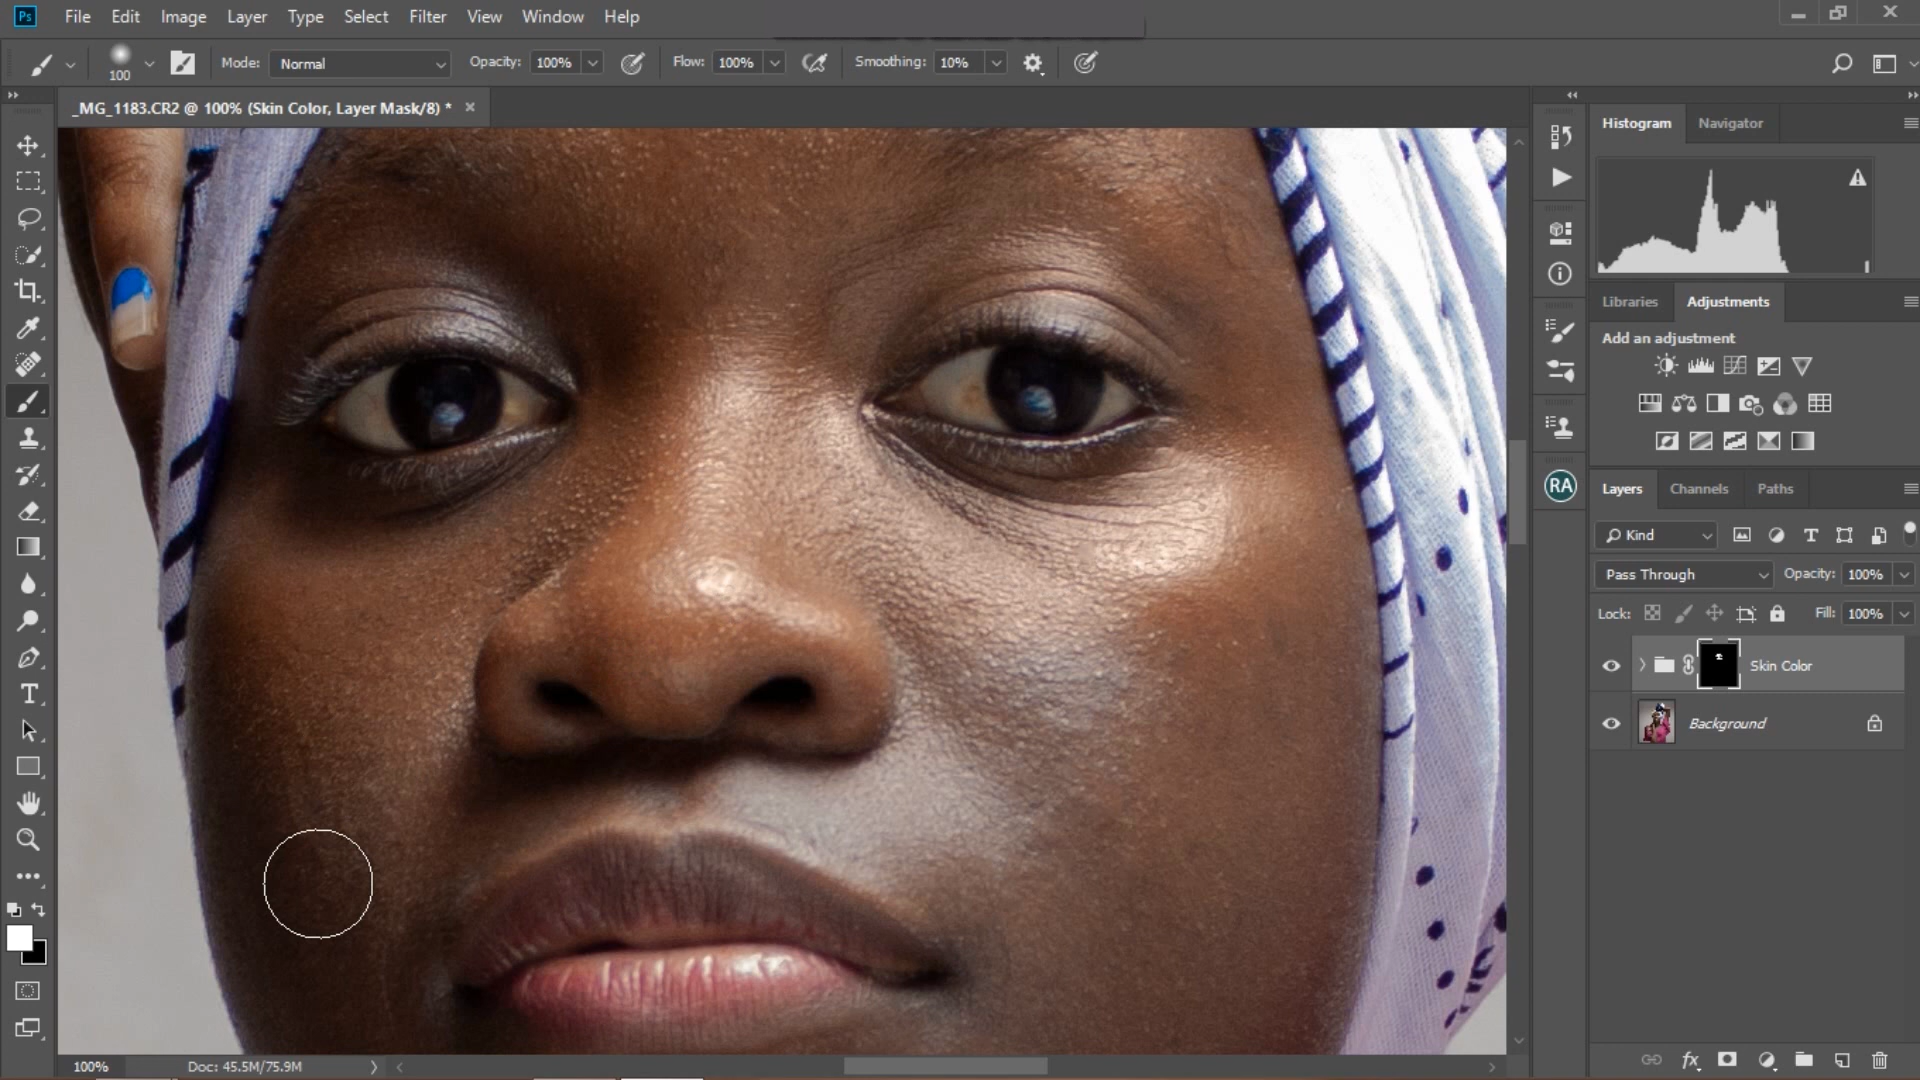 Ps File Edit Image Layer Type Select Filter View Window Help
100 Mode: Normal Opacity: 100% Flow: 100% Smoothing: 10%
_MG_1183.CR2 @ 100% (Skin Color, Layer Mask/8) *
Histogram Navigator
Libraries Adjustments
Add an adjustment
RA
Layers Channels Paths
Kind
Pass Through Opacity: 100%
Lock: Fill: 100%
Skin Color
Background
fx
100% Doc: 45.5M/75.9M